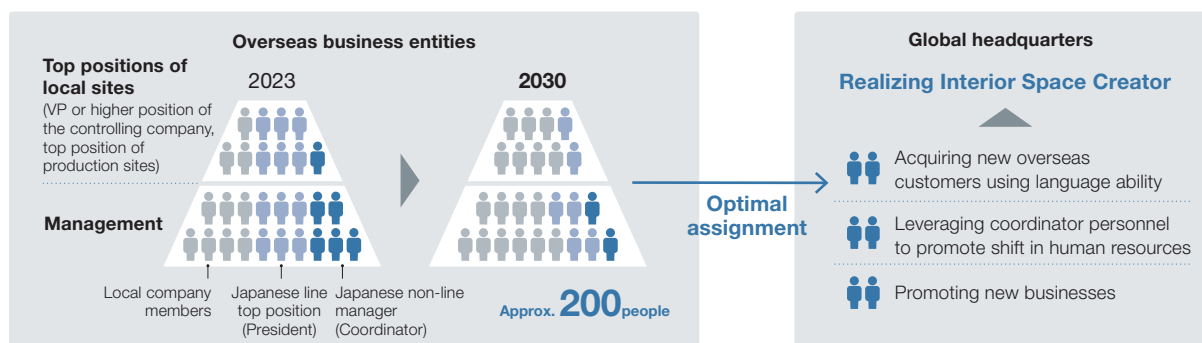 Overseas business entities
Top positions of
local sites
(VP or higher position of
the controlling company,
top position of
production sites)
2023
2030
Management
Local company
members
Japanese line
top position
(President)
Japanese non-line
manager
(Coordinator)
Approx. 200 people
Optimal
assignment
Global headquarters
Realizing Interior Space Creator
Acquiring new overseas
customers using language ability
Leveraging coordinator personnel
to promote shift in human resources
Promoting new businesses